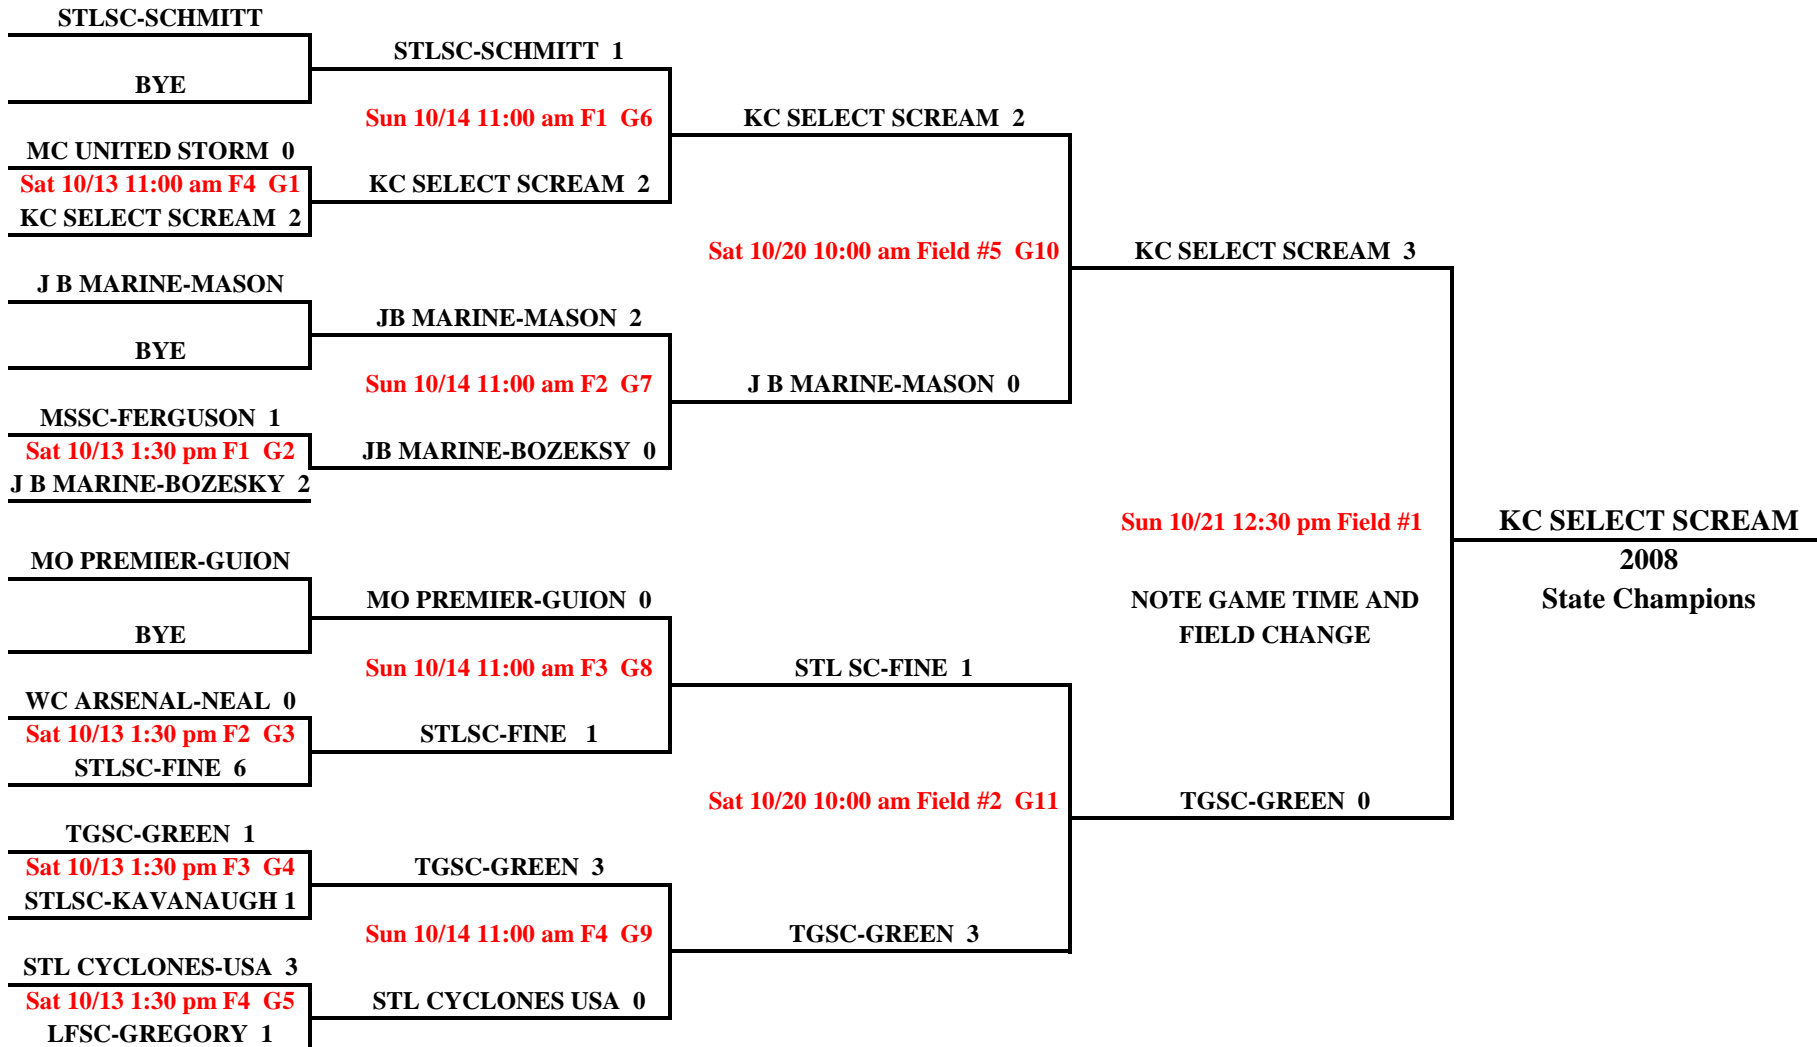 STLSC-SCHMITT
BYE
MC UNITED STORM 0
Sat 10/13 11:00 am F4 G1
KC SELECT SCREAM 2
J B MARINE-MASON
BYE
MSSC-FERGUSON 1
Sat 10/13 1:30 pm F1 G2
J B MARINE-BOZESKY 2
MO PREMIER-GUION
BYE
WC ARSENAL-NEAL 0
Sat 10/13 1:30 pm F2 G3
STLSC-FINE 6
TGSC-GREEN 1
Sat 10/13 1:30 pm F3 G4
STLSC-KAVANAUGH 1
STL CYCLONES-USA 3
Sat 10/13 1:30 pm F4 G5
LFSC-GREGORY 1
STLSC-SCHMITT 1
Sun 10/14 11:00 am F1 G6
KC SELECT SCREAM 2
JB MARINE-MASON 2
Sun 10/14 11:00 am F2 G7
JB MARINE-BOZEKSY 0
MO PREMIER-GUION 0
Sun 10/14 11:00 am F3 G8
STLSC-FINE 1
TGSC-GREEN 3
Sun 10/14 11:00 am F4 G9
STL CYCLONES USA 0
KC SELECT SCREAM 2
Sat 10/20 10:00 am Field #5 G10
J B MARINE-MASON 0
STL SC-FINE 1
Sat 10/20 10:00 am Field #2 G11
TGSC-GREEN 3
KC SELECT SCREAM 3
Sun 10/21 12:30 pm Field #1
NOTE GAME TIME AND
FIELD CHANGE
TGSC-GREEN 0
KC SELECT SCREAM
2008
State Champions